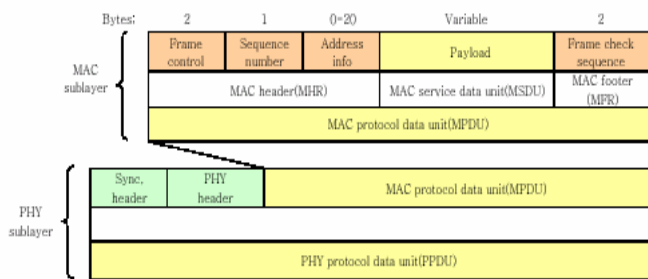 Bytes: 2 1 0-20 Variable 2
Frame control Sequence number Address info Payload Frame check sequence
MAC sublayer
MAC header(MHR) MAC service data unit(MSDU) MAC footer (MFR)
MAC protocol data unit(MPDU)
Sync, header PHY header MAC protocol data unit(MPDU)
PHY sublayer
PHY protocol data unit(PPDU)